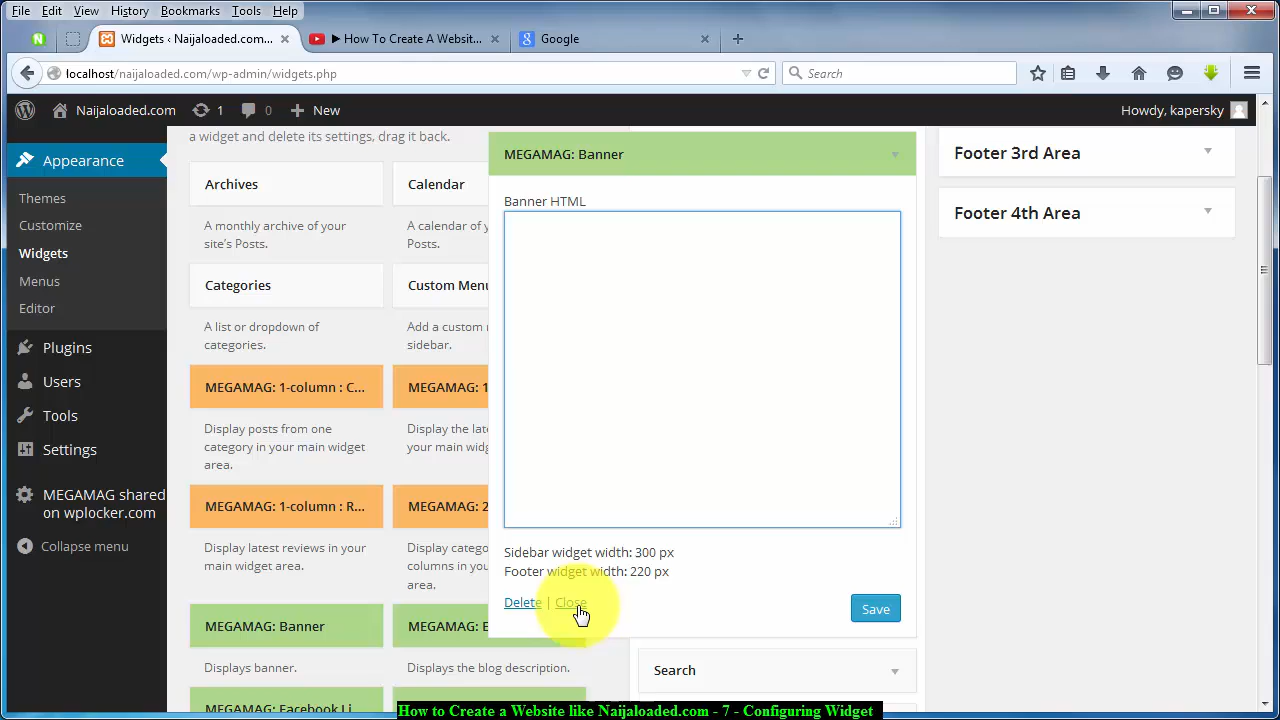 File Edit View History Bookmarks Tools Help
Widgets ‹ Naijaloaded.com... × ▶ How To Create A Websit... × Google ×
localhost/naijaloaded.com/wp-admin/widgets.php Search
Naijaloaded.com 1 0 New Howdy, kapersky
Appearance
Themes
Customize
Widgets
Menus
Editor
Plugins
Users
Tools
Settings
MEGAMAG shared
on wplocker.com
Collapse menu
a widget and delete its settings, drag it back.
Archives
A monthly archive of your
site's Posts.
Calendar
A calendar of y
Posts.
Categories
A list or dropdown of
categories.
Custom Menu
Add a custom m
sidebar.
MEGAMAG: 1-column : C...
Display posts from one
category in your main widget
area.
MEGAMAG: 1
Display the late
your main widg
MEGAMAG: 1-column : R...
Display latest reviews in your
main widget area.
MEGAMAG: 2
Display catego
columns in you
area.
MEGAMAG: Banner
Displays banner.
MEGAMAG: B
Displays the blog description.
MEGAMAG: Facebook Li
MEGAMAG: Banner
Banner HTML
Sidebar widget width: 300 px
Footer widget width: 220 px
Delete | Close
Save
Search
Footer 3rd Area
Footer 4th Area
How to Create a Website like Naijaloaded.com - 7 - Configuring Widget